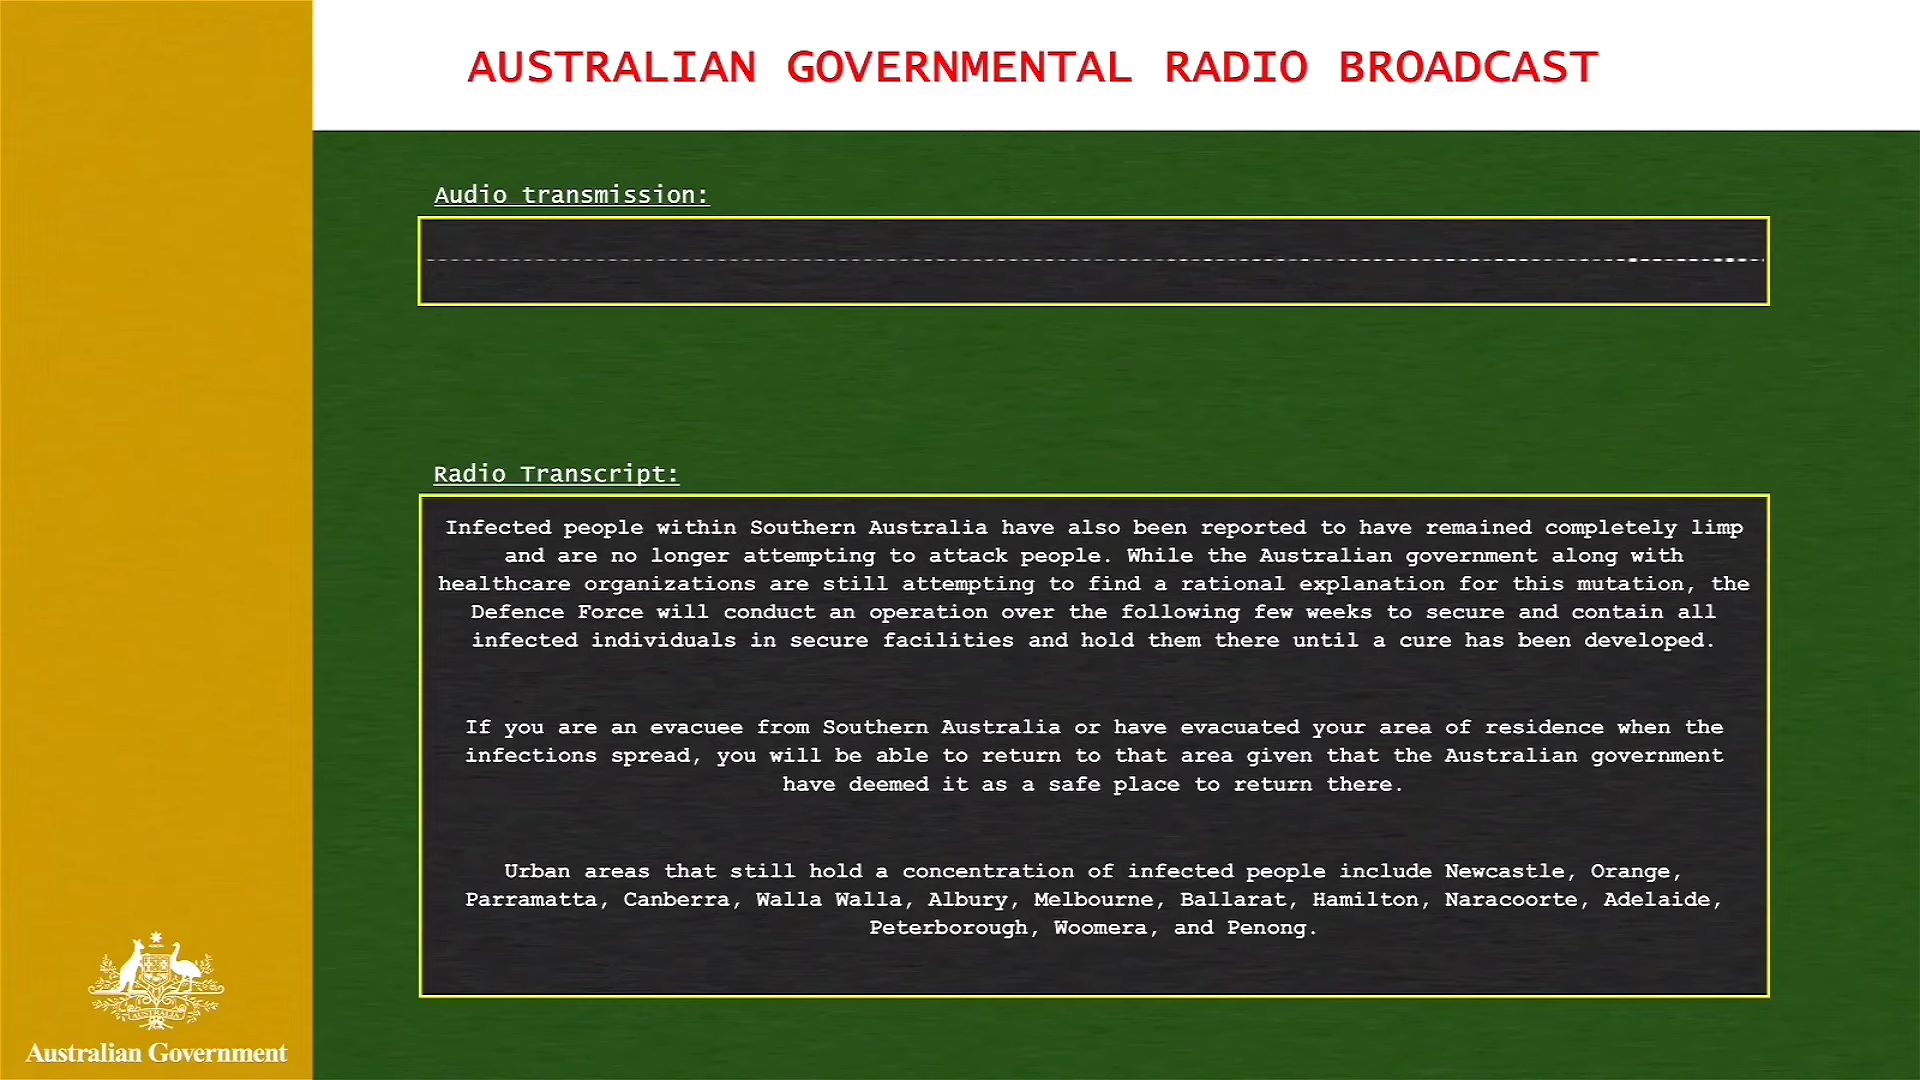 AUSTRALIAN GOVERNMENTAL RADIO BROADCAST
Audio transmission:
Radio Transcript:
Infected people within Southern Australia have also been reported to have remained completely limp
and are no longer attempting to attack people. While the Australian government along with
healthcare organizations are still attempting to find a rational explanation for this mutation, the
Defence Force will conduct an operation over the following few weeks to secure and contain all
infected individuals in secure facilities and hold them there until a cure has been developed.
If you are an evacuee from Southern Australia or have evacuated your area of residence when the
infections spread, you will be able to return to that area given that the Australian government
have deemed it as a safe place to return there.
Urban areas that still hold a concentration of infected people include Newcastle, Orange,
Parramatta, Canberra, Walla Walla, Albury, Melbourne, Ballarat, Hamilton, Naracoorte, Adelaide,
Peterborough, Woomera, and Penong.
AUSTRALIA
Australian Government